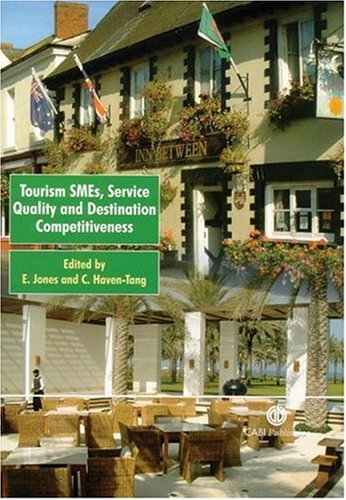 INN BETWEEN
Tourism SMEs, Service
Quality and Destination
Competitiveness
Edited by
E. Jones and C. Haven-Tang
CABI Publishing